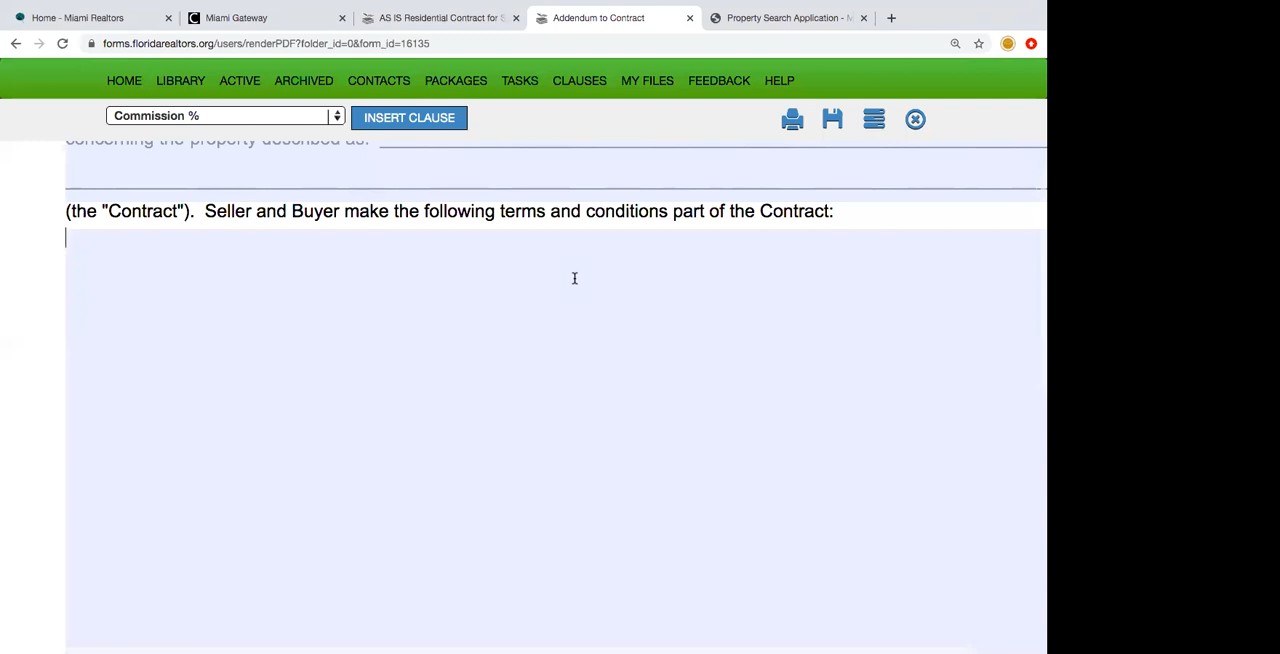 Home - Miami Realtors
Miami Gateway
AS IS Residential Contract for S
Addendum to Contract
Property Search Application - M
forms.floridarealtors.org/users/renderPDF?folder_id=0&form_id=16135
HOME LIBRARY ACTIVE ARCHIVED CONTACTS PACKAGES TASKS CLAUSES MY FILES FEEDBACK HELP
Commission % INSERT CLAUSE
concerning the property described as:
(the "Contract"). Seller and Buyer make the following terms and conditions part of the Contract: